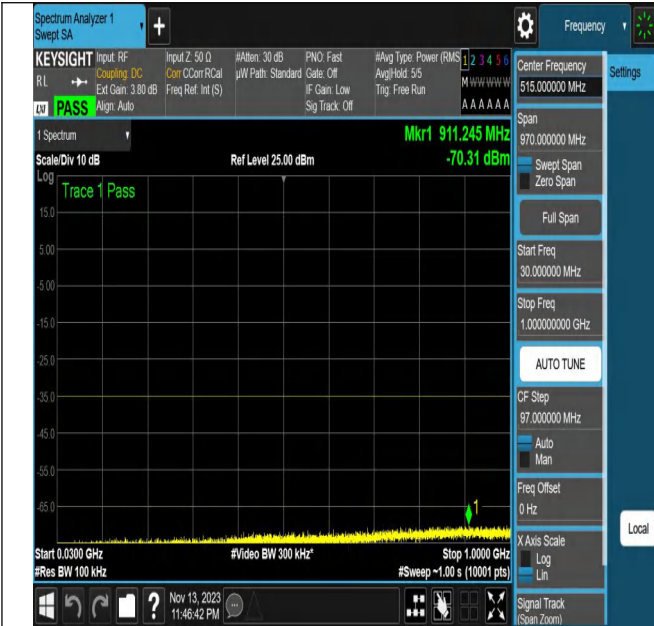 Spectrum Analyzer 1
Swept SA
+
Frequency
KEYSIGHT
RL
LXI PASS
Input: RF
Coupling: DC
Ext Gain: 3.80 dB
Align: Auto
Input Z: 50 Ω
Corr CCorr RCal
Freq Ref: Int (S)
#Atten: 30 dB
µW Path: Standard
PNO: Fast
Gate: Off
IF Gain: Low
Sig Track: Off
#Avg Type: Power (RMS
Avg|Hold: 5/5
Trig: Free Run
1 2 3 4 5 6
M W W W W W
A A A A A A
1 Spectrum
Scale/Div 10 dB
Log
Ref Level 25.00 dBm
Mkr1 911.245 MHz
-70.31 dBm
Trace 1 Pass
15.0
5.00
-5.00
-15.0
-25.0
-35.0
-45.0
-55.0
-65.0
1
Start 0.0300 GHz
#Res BW 100 kHz
#Video BW 300 kHz*
Stop 1.0000 GHz
#Sweep ~1.00 s (10001 pts)
Center Frequency
515.000000 MHz
Settings
Span
970.000000 MHz
Swept Span
Zero Span
Full Span
Start Freq
30.000000 MHz
Stop Freq
1.000000000 GHz
AUTO TUNE
CF Step
97.000000 MHz
Auto
Man
Freq Offset
0 Hz
Local
X Axis Scale
Log
Lin
Signal Track
(Span Zoom)
?
Nov 13, 2023
11:46:42 PM